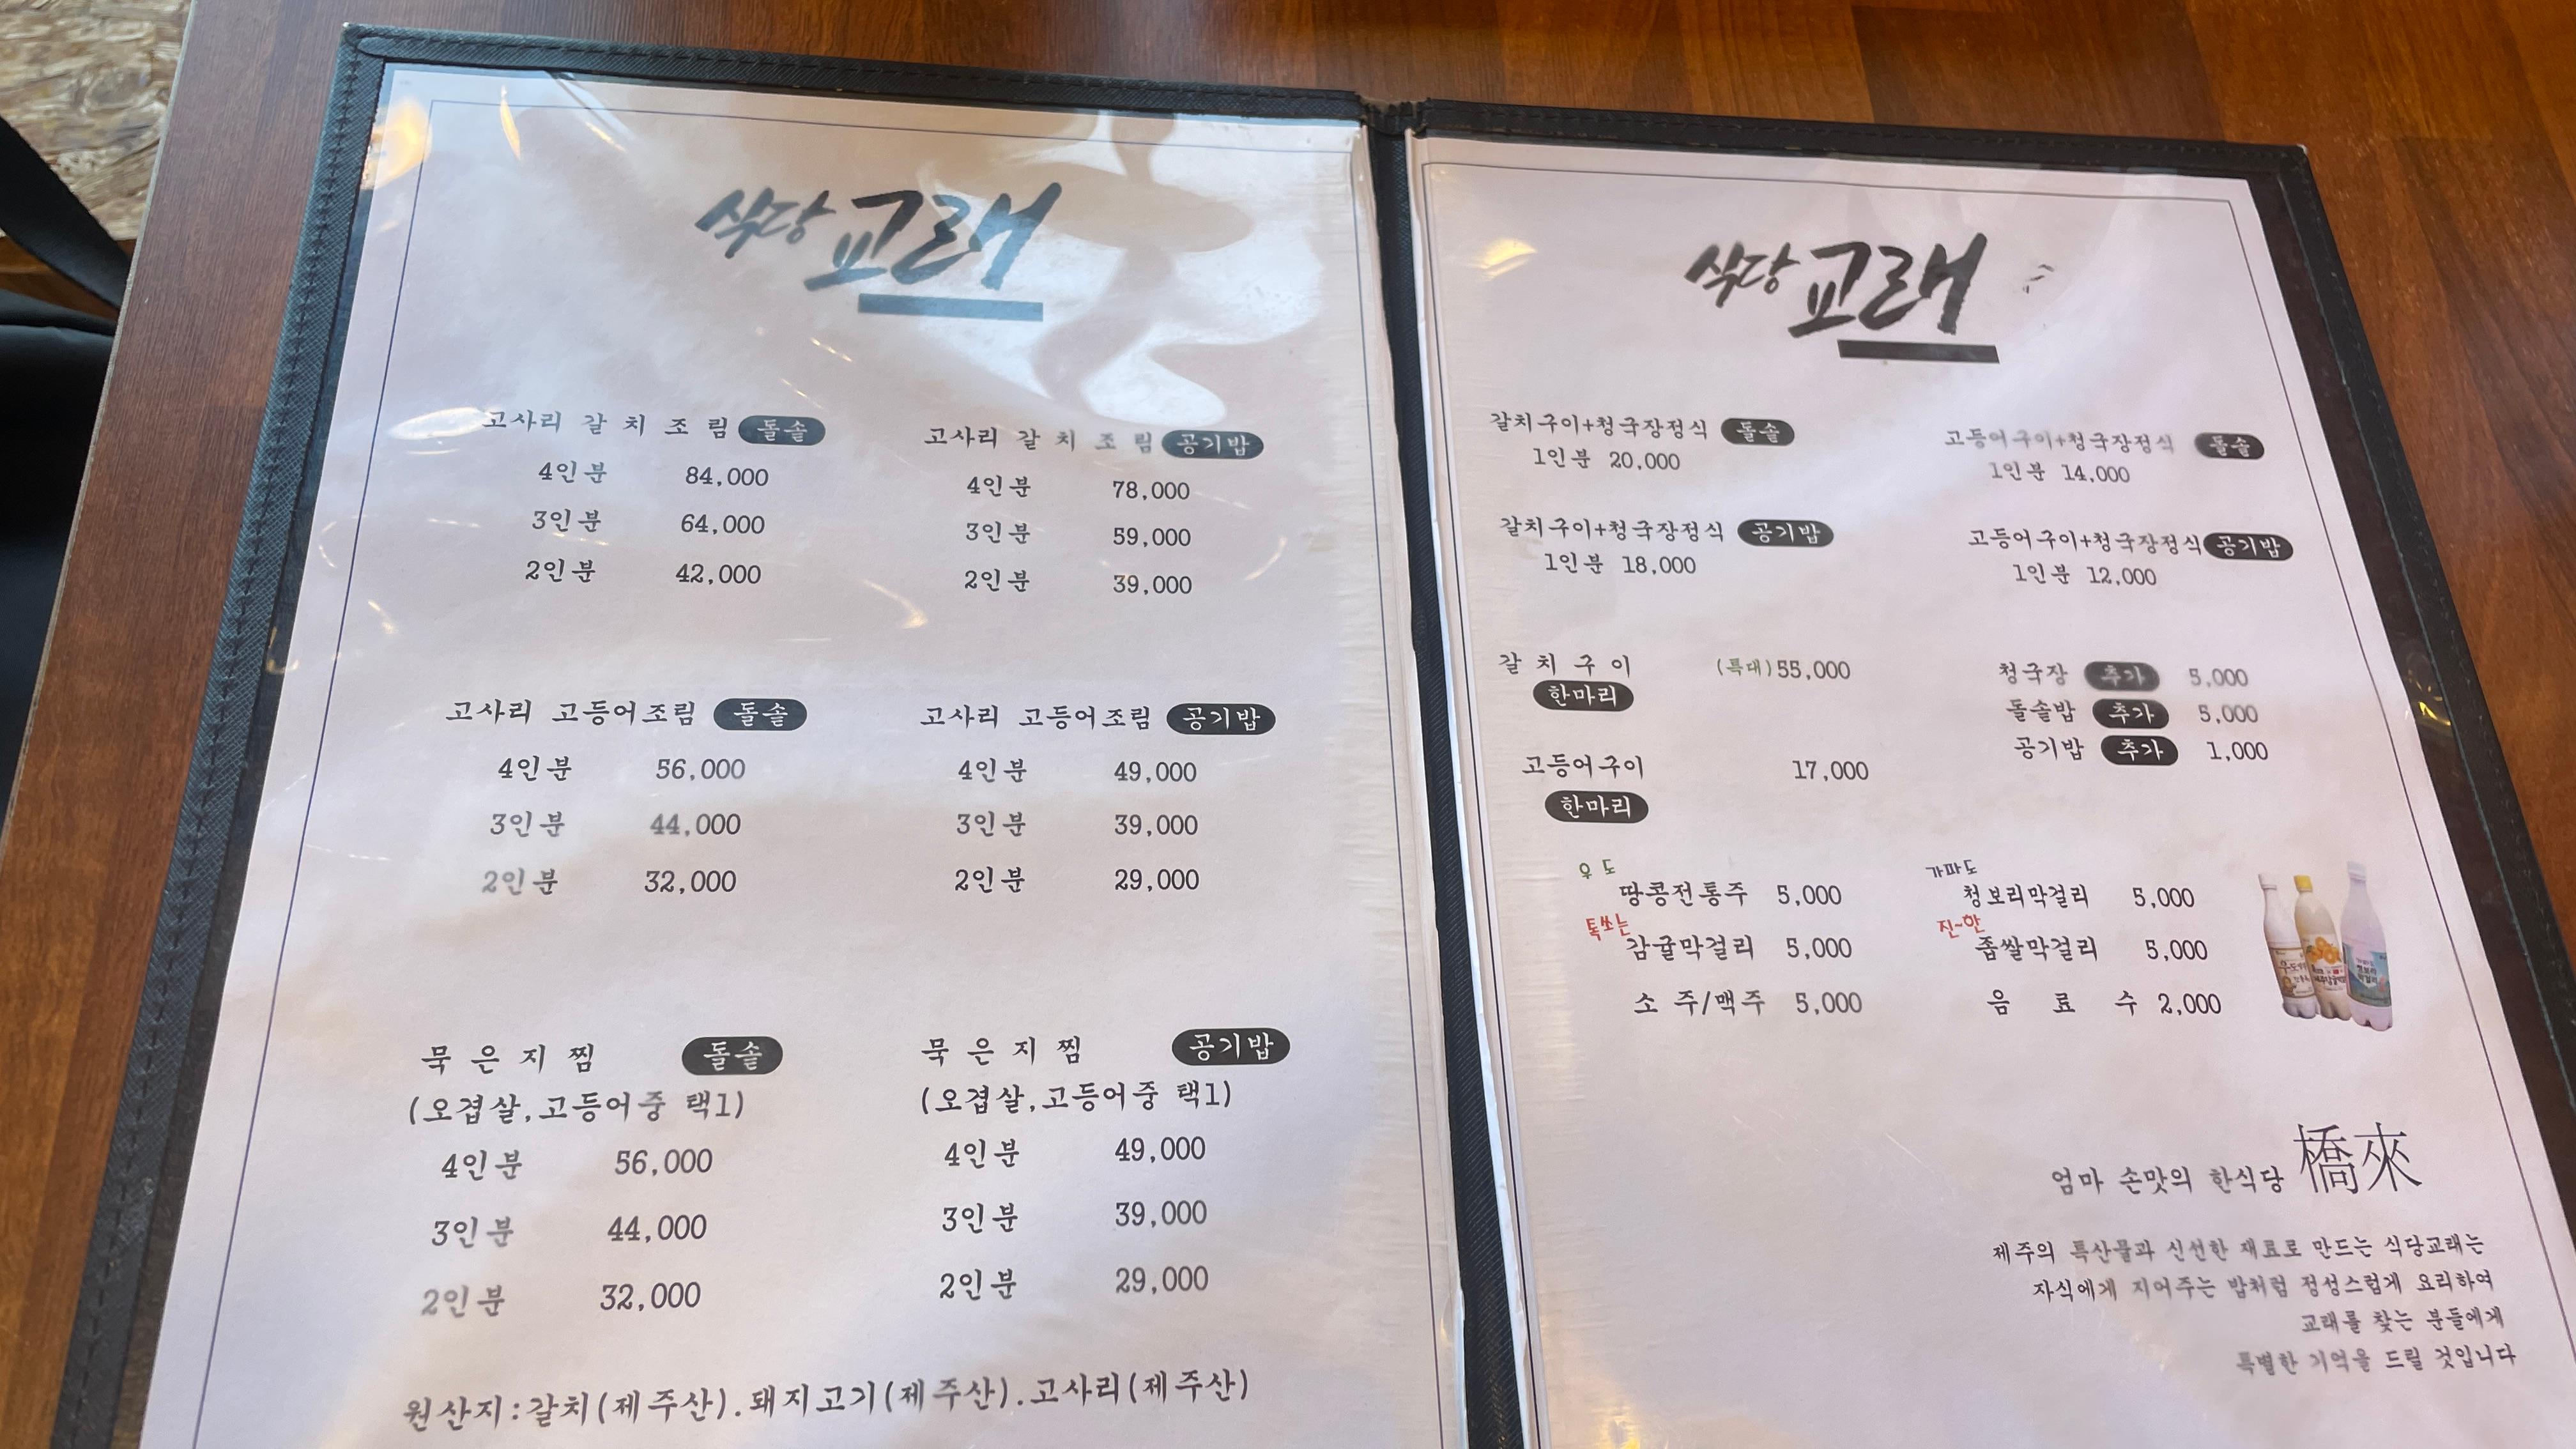 식당 교래
고사리 갈 치 조 림 돌솥
4인분 84,000
3인분 64,000
2인분 42,000
고사리 갈 치 조 림 공기밥
4인분 78,000
3인분 59,000
2인분 39,000
고사리 고등어조림 돌솥
4인분 56,000
3인분 44,000
2인분 32,000
고사리 고등어조림 공기밥
4인분 49,000
3인분 39,000
2인분 29,000
묵 은 지 찜 돌솥
(오겹살,고등어중 택1)
4인분 56,000
3인분 44,000
2인분 32,000
묵 은 지 찜 공기밥
(오겹살,고등어중 택1)
4인분 49,000
3인분 39,000
2인분 29,000
원산지:갈치(제주산).돼지고기(제주산).고사리(제주산)
식당 교래
갈치구이+청국장정식 돌솥
1인분 20,000
고등어구이+청국장정식 돌솥
1인분 14,000
갈치구이+청국장정식 공기밥
1인분 18,000
고등어구이+청국장정식 공기밥
1인분 12,000
갈 치 구 이 (특대)55,000
한마리
고등어구이 17,000
한마리
청국장 추가 5,000
돌솥밥 추가 5,000
공기밥 추가 1,000
우 도
땅콩전통주 5,000
톡쏘는
감귤막걸리 5,000
소 주/맥주 5,000
가파도
청보리막걸리 5,000
진~한
좁쌀막걸리 5,000
음 료 수 2,000
엄마 손맛의 한식당 橋來
제주의 특산물과 신선한 재료로 만드는 식당교래는
자식에게 지어주는 밥처럼 정성스럽게 요리하여
교래를 찾는 분들에게
특별한 기억을 드릴 것입니다